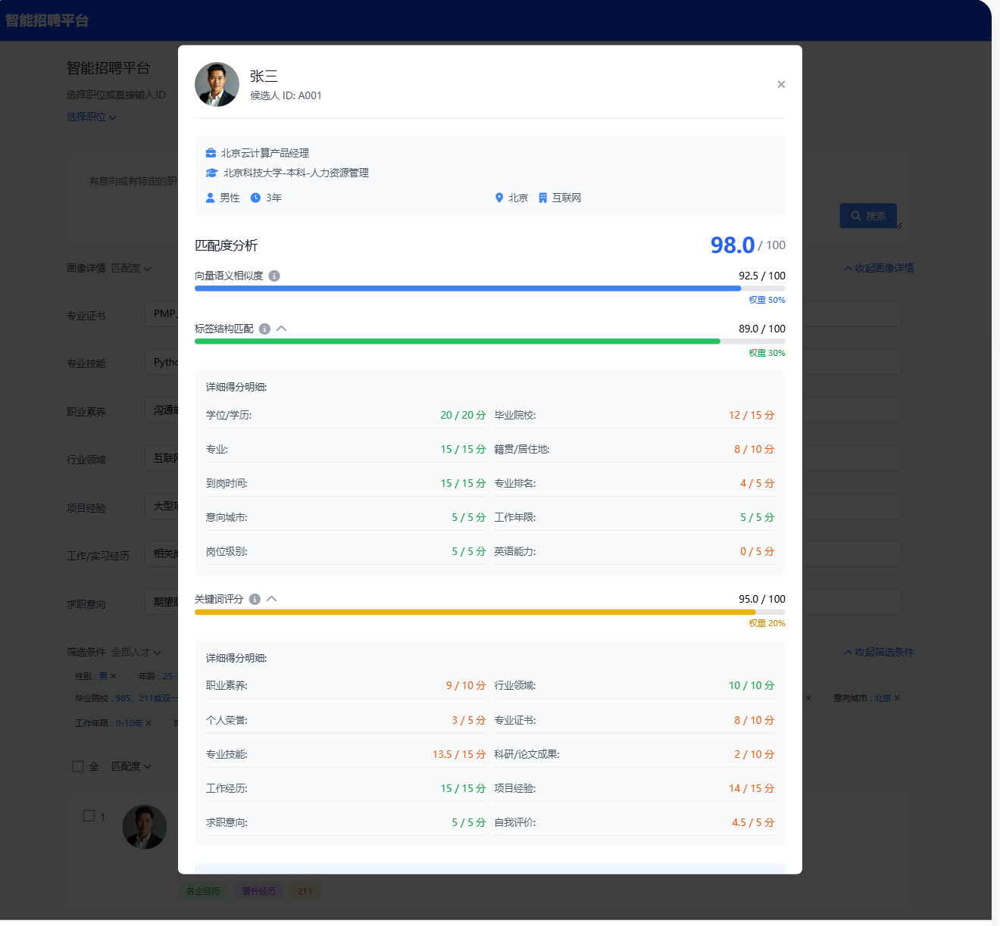 智能招聘平台
智能招聘平台
选择职位或直接输入JD
选择职位
有意向或有特定的职
搜索
画像详情 匹配度
收起画像详情
专业证书 PMP、
专业技能 Pytho
职业素养 沟通能
行业领域 互联网
项目经验 大型项
工作/实习经历 相关岗
求职意向 期望职
筛选条件 全部人才
收起筛选条件
性别 : 男 × 年龄 : 25-
毕业院校 : 985、211或双一
× 意向城市 : 北京 ×
工作年限 : 0-10年 ×
全 匹配度
1
名企经历 晋升经历 211
张三
×
候选人 ID: A001
北京云计算产品经理
北京科技大学-本科-人力资源管理
男性 3年 北京 互联网
匹配度分析 98.0 / 100
向量语义相似度 92.5 / 100
权重 50%
标签结构匹配 89.0 / 100
权重 30%
详细得分明细:
学位/学历: 20 / 20 分 毕业院校: 12 / 15 分
专业: 15 / 15 分 籍贯/居住地: 8 / 10 分
到岗时间: 15 / 15 分 专业排名: 4 / 5 分
意向城市: 5 / 5 分 工作年限: 5 / 5 分
岗位级别: 5 / 5 分 英语能力: 0 / 5 分
关键词评分 95.0 / 100
权重 20%
详细得分明细:
职业素养: 9 / 10 分 行业领域: 10 / 10 分
个人荣誉: 3 / 5 分 专业证书: 8 / 10 分
专业技能: 13.5 / 15 分 科研/论文成果: 2 / 10 分
工作经历: 15 / 15 分 项目经验: 14 / 15 分
求职意向: 5 / 5 分 自我评价: 4.5 / 5 分